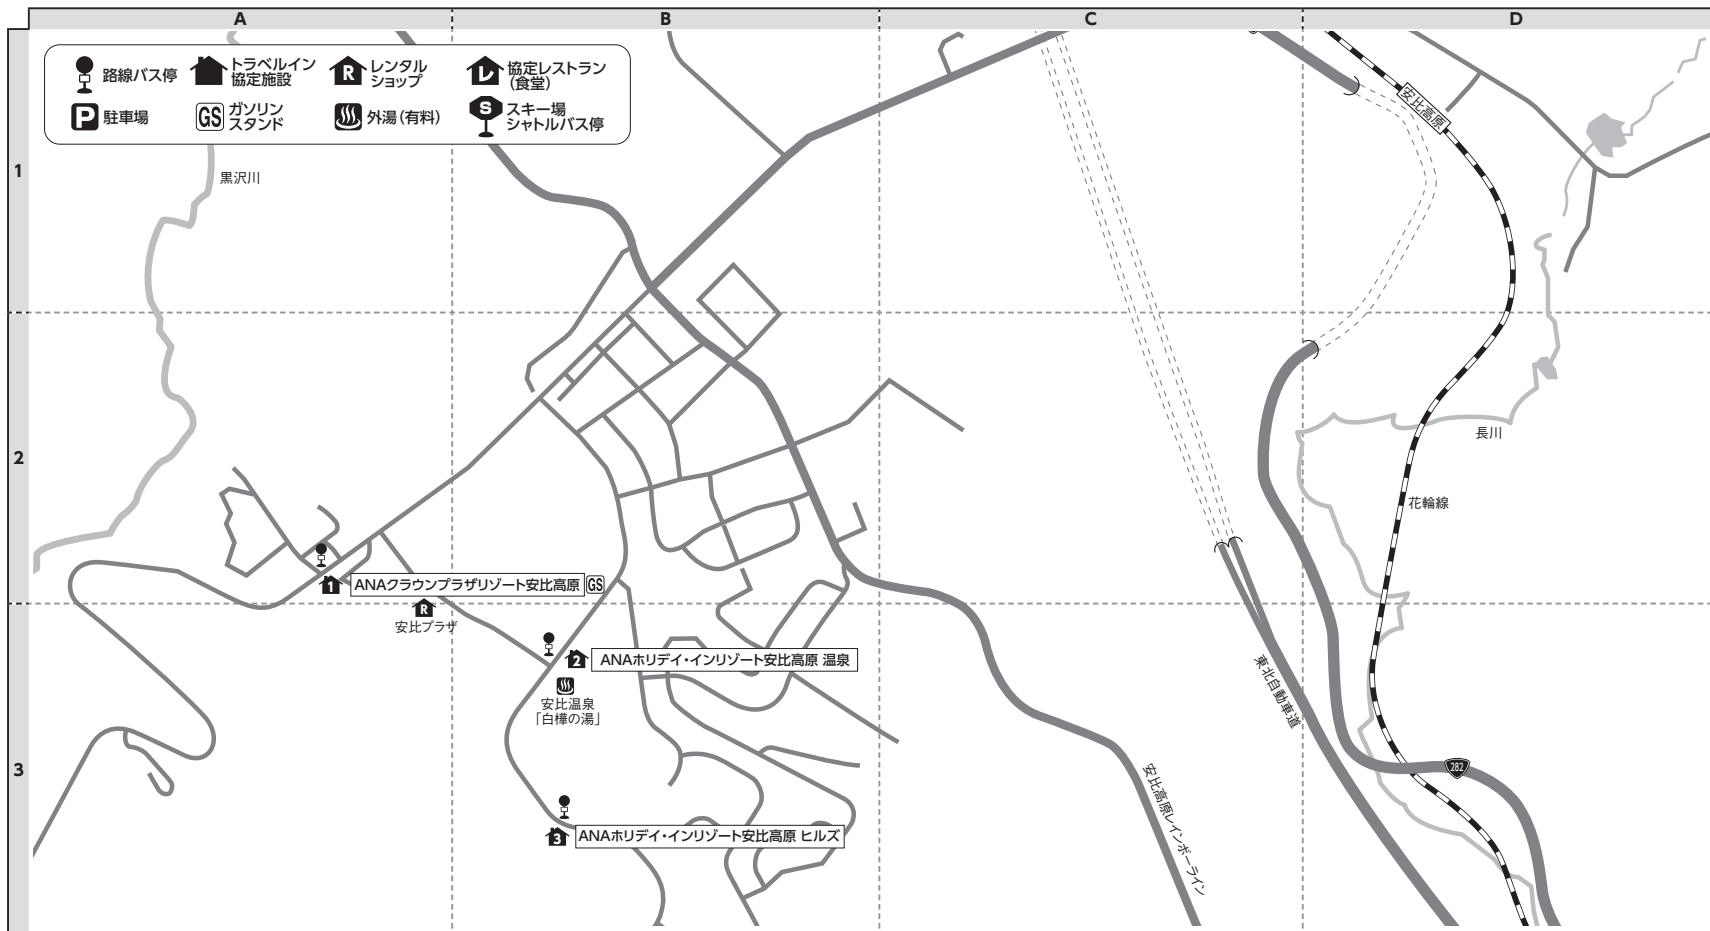 A
B
C
D
1
2
3
路線バス停
トラベルイン
協定施設
R
レンタル
ショップ
レ
協定レストラン
(食堂)
P
駐車場
GS
ガソリン
スタンド
外湯(有料)
S
スキー場
シャトルバス停
安比高原
黒沢川
長川
花輪線
1
ANAクラウンプラザリゾート安比高原
GS
R
安比プラザ
2
ANAホリデイ・インリゾート安比高原 温泉
安比温泉
「白樺の湯」
東北自動車道
282
安比高原レインボーライン
3
ANAホリデイ・インリゾート安比高原 ヒルズ